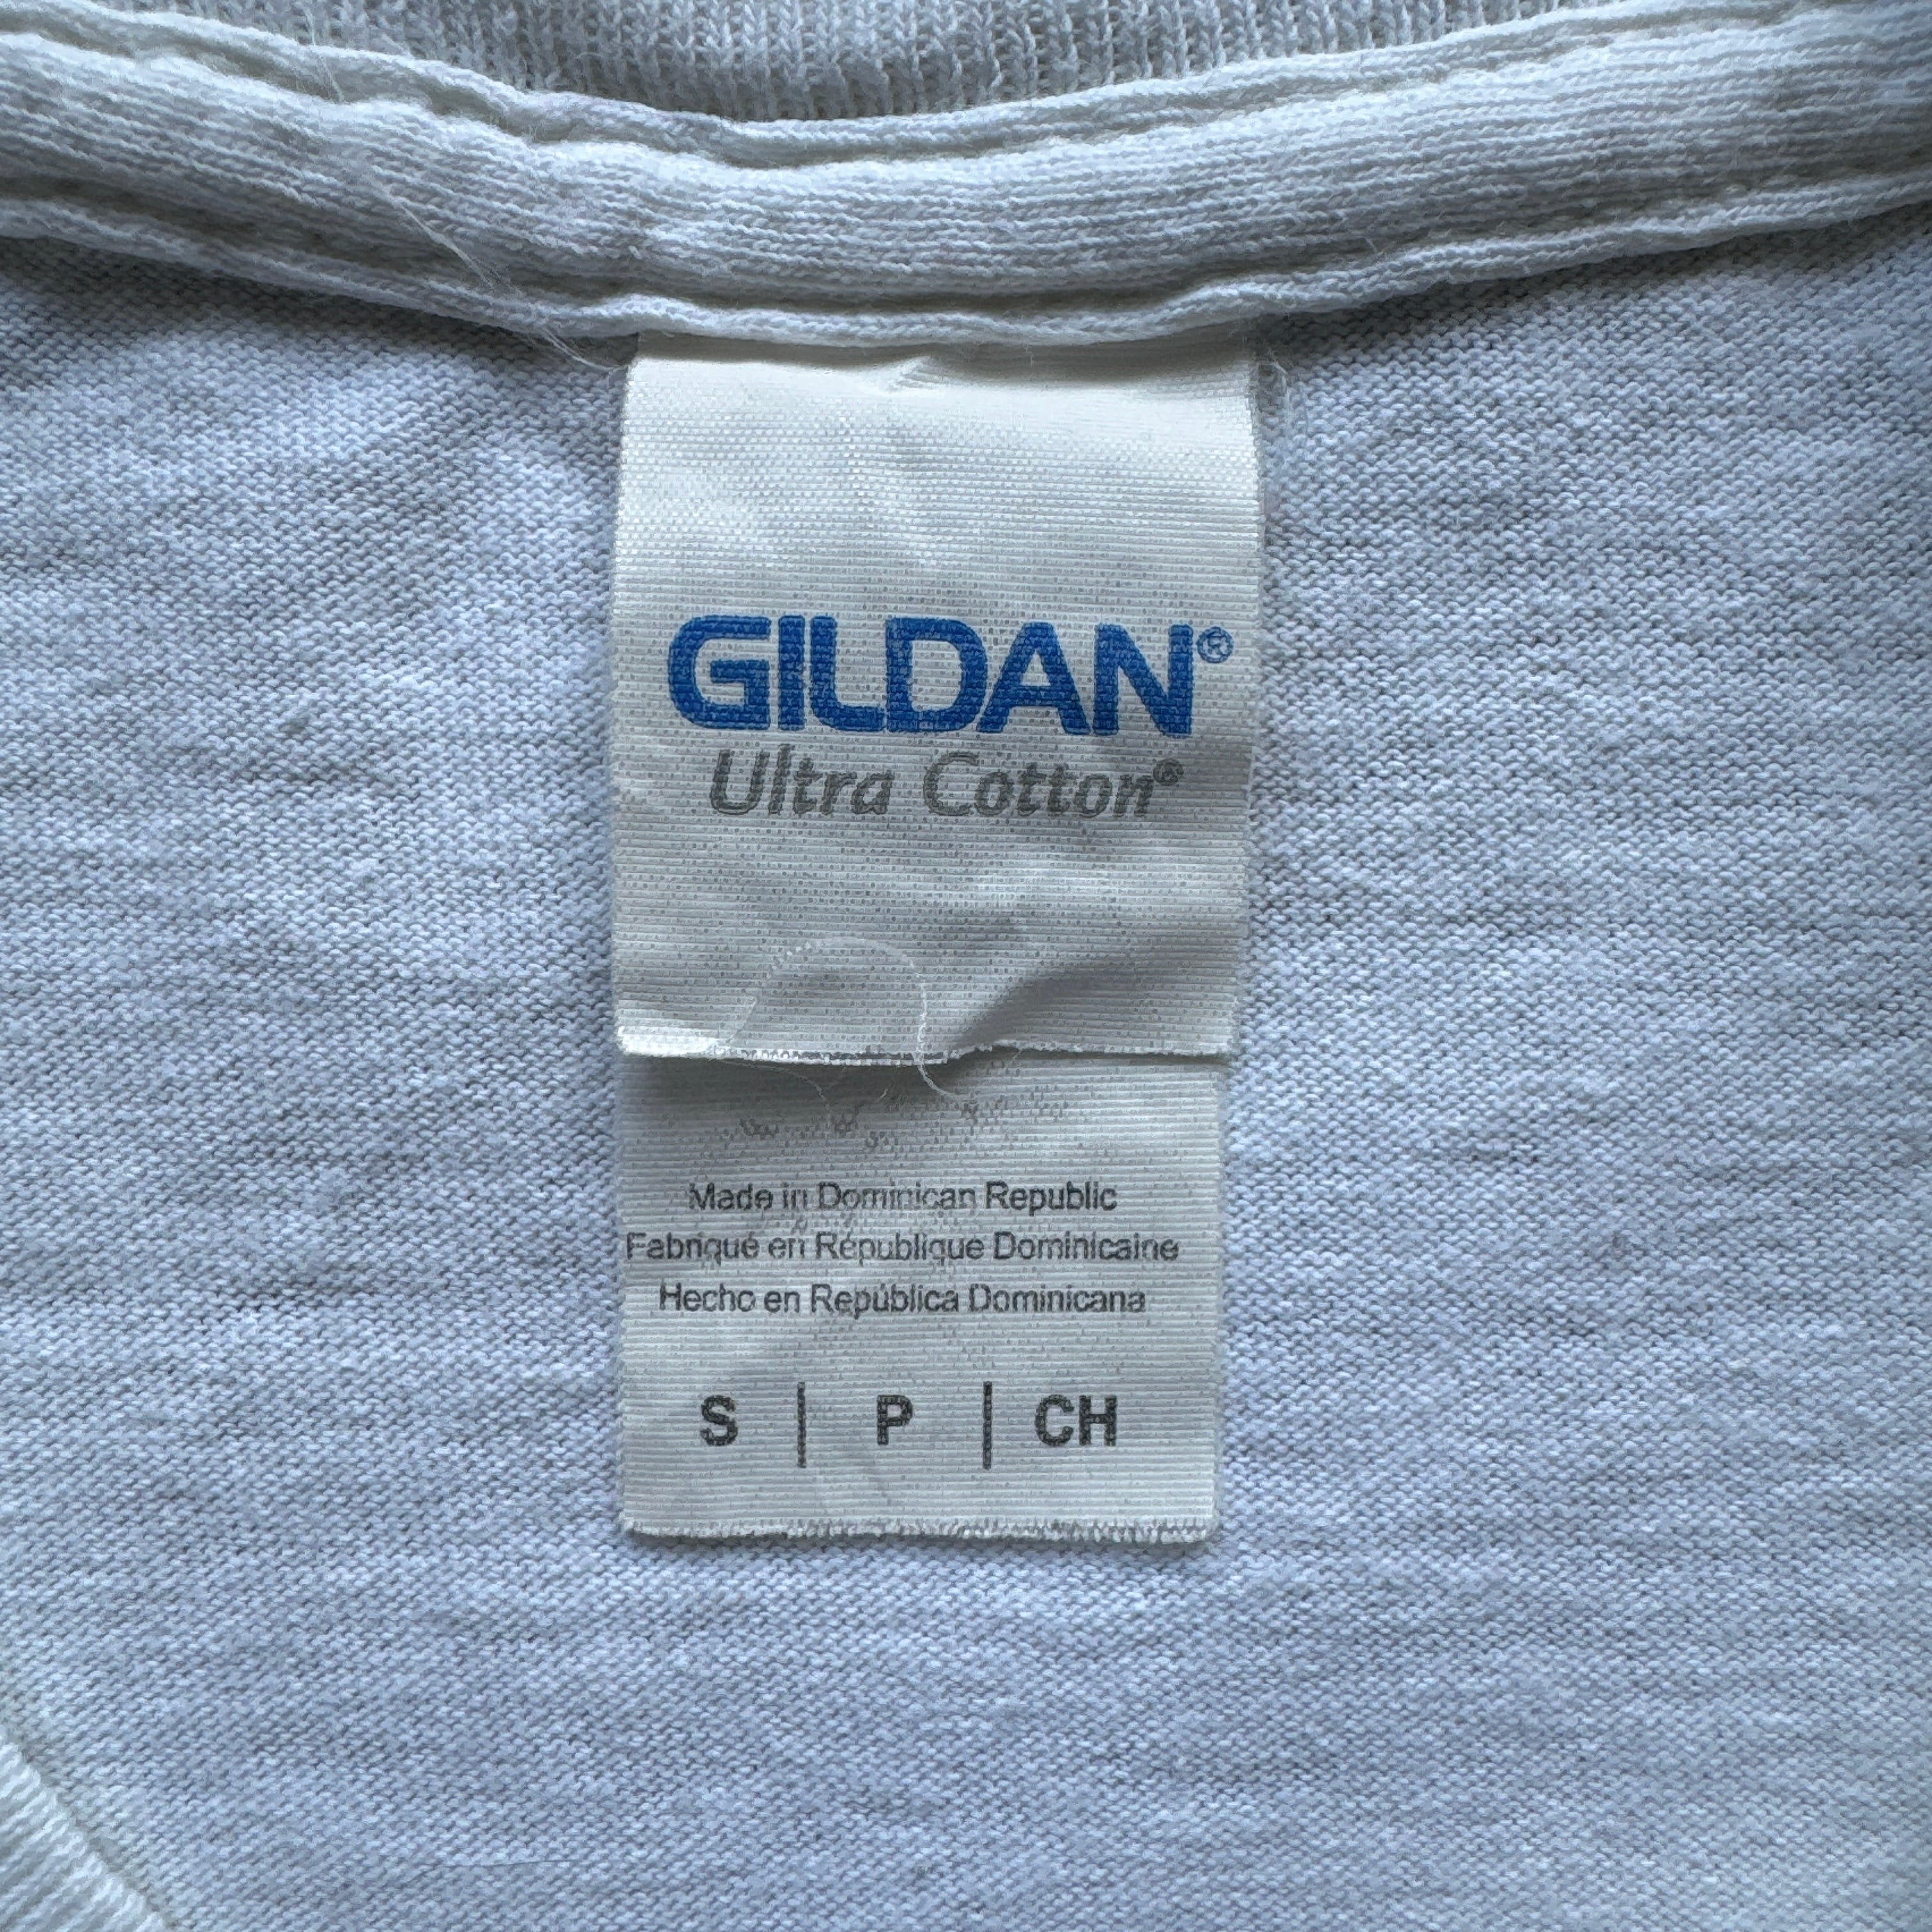 GILDAN®
Ultra Cotton®
Made in Dominican Republic
Fabriqué en République Dominicaine
Hecho en República Dominicana
S | P | CH